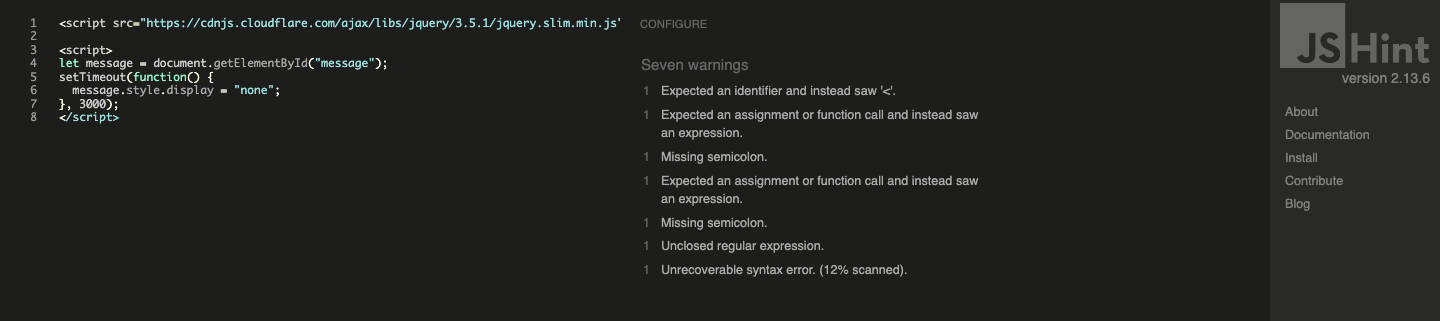 1 <script src="https://cdnjs.cloudflare.com/ajax/libs/jquery/3.5.1/jquery.slim.min.js"
2
3 <script>
4 let message = document.getElementById("message");
5 setTimeout(function() {
6 message.style.display = "none";
7 }, 3000);
8 </script>
CONFIGURE
Seven warnings
1 Expected an identifier and instead saw '<'.
1 Expected an assignment or function call and instead saw
an expression.
1 Missing semicolon.
1 Expected an assignment or function call and instead saw
an expression.
1 Missing semicolon.
1 Unclosed regular expression.
1 Unrecoverable syntax error. (12% scanned).
JSHint
version 2.13.6
About
Documentation
Install
Contribute
Blog